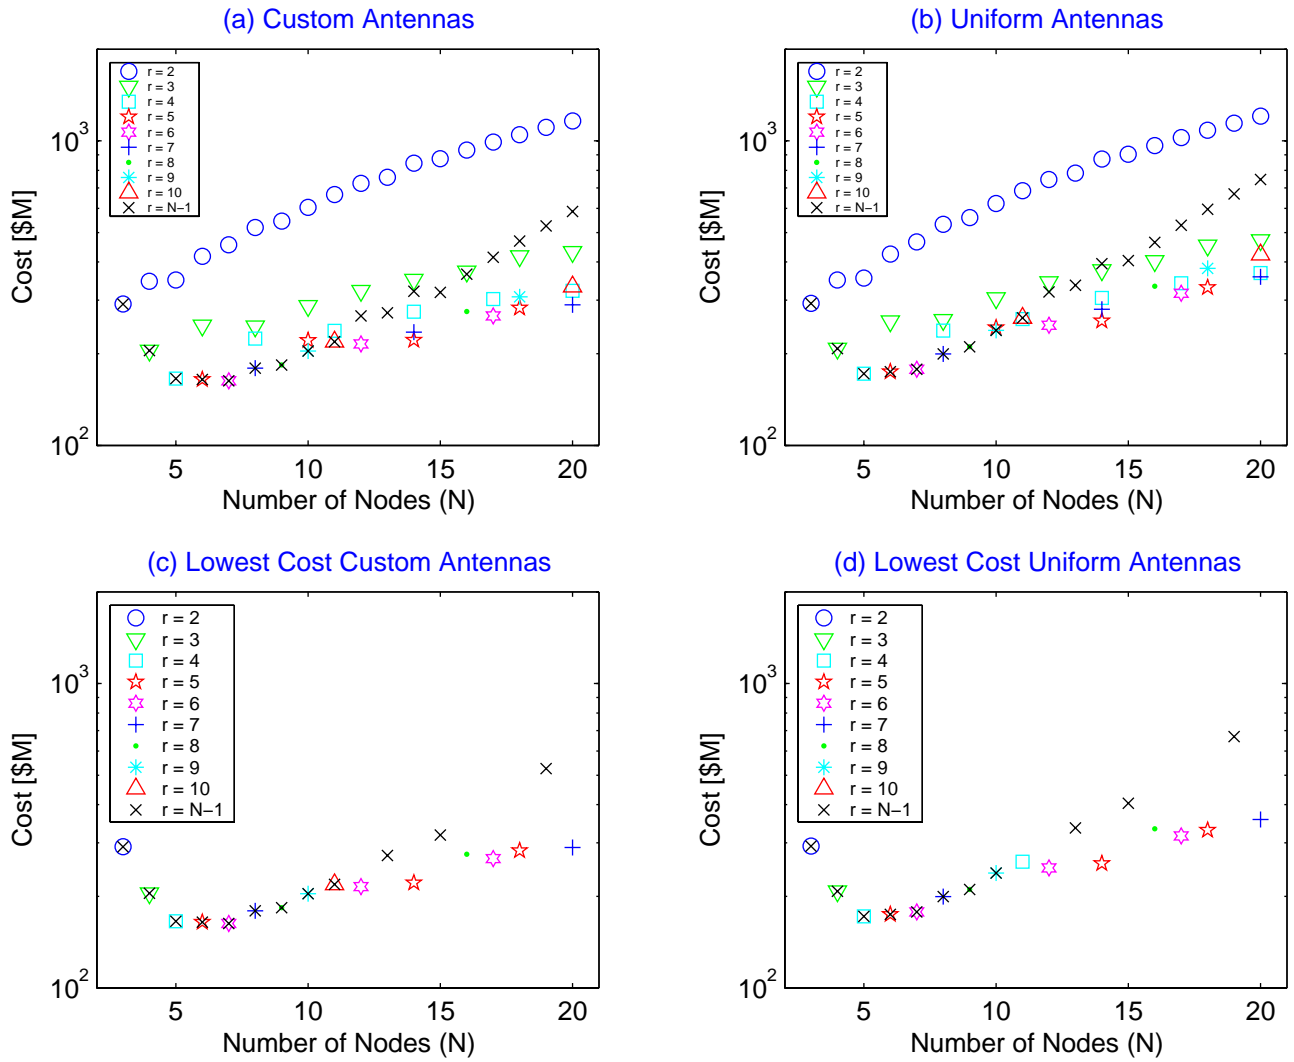 (a) Custom Antennas
10^3
10^2
Cost [$M]
r = 2
r = 3
r = 4
r = 5
r = 6
r = 7
r = 8
r = 9
r = 10
r = N−1
5 10 15 20
Number of Nodes (N)
(b) Uniform Antennas
10^3
10^2
Cost [$M]
r = 2
r = 3
r = 4
r = 5
r = 6
r = 7
r = 8
r = 9
r = 10
r = N−1
5 10 15 20
Number of Nodes (N)
(c) Lowest Cost Custom Antennas
10^3
10^2
Cost [$M]
r = 2
r = 3
r = 4
r = 5
r = 6
r = 7
r = 8
r = 9
r = 10
r = N−1
5 10 15 20
Number of Nodes (N)
(d) Lowest Cost Uniform Antennas
10^3
10^2
Cost [$M]
r = 2
r = 3
r = 4
r = 5
r = 6
r = 7
r = 8
r = 9
r = 10
r = N−1
5 10 15 20
Number of Nodes (N)